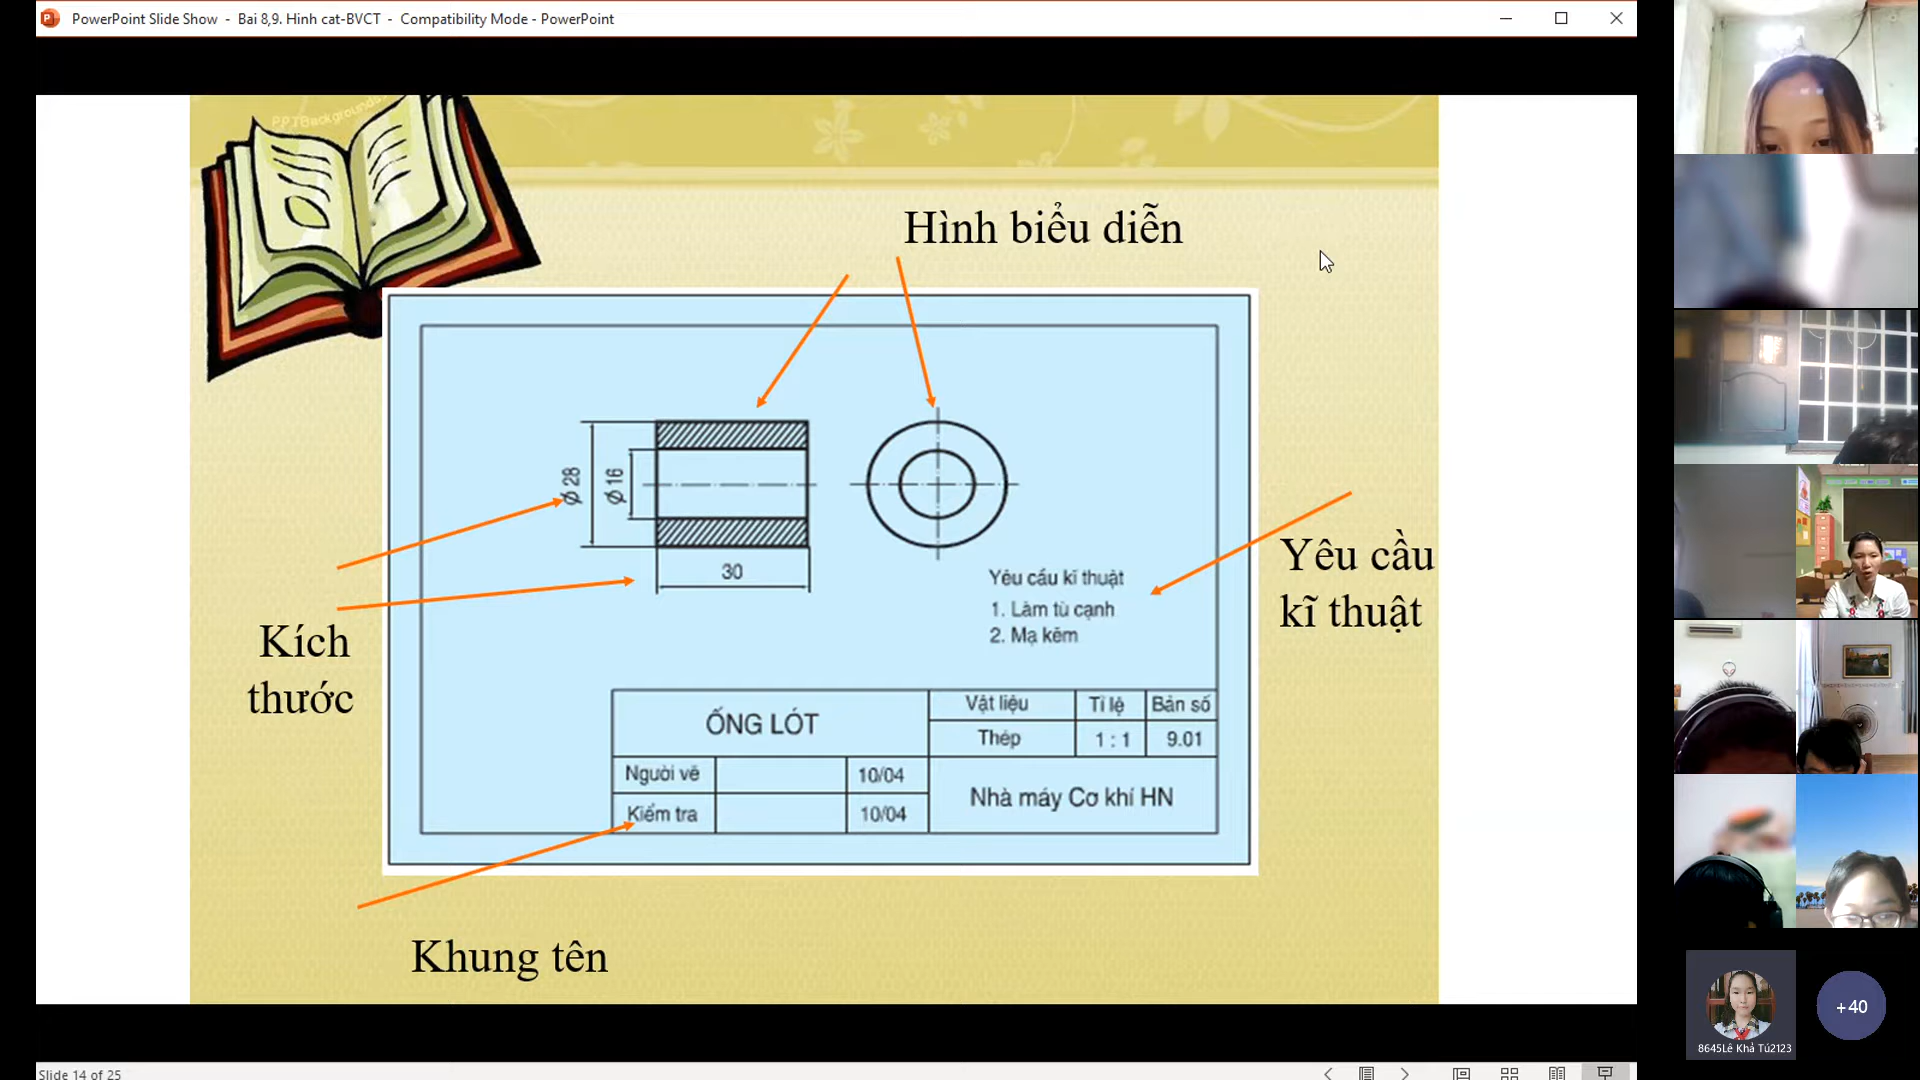 PowerPoint Slide Show - Bai 8,9. Hinh cat-BVCT - Compatibility Mode - PowerPoint
PPTBackgrounds
Hình biểu diễn
Ø 28
Ø 16
30
Yêu cầu kĩ thuật
1. Làm tù cạnh
2. Mạ kẽm
Yêu cầu
kĩ thuật
Kích
thước
ỐNG LÓT
Vật liệu
Tỉ lệ
Bản số
Thép
1 : 1
9.01
Người vẽ
10/04
Kiểm tra
10/04
Nhà máy Cơ khí HN
Khung tên
8645Lê Khả Tú2123
+40
Slide 14 of 25